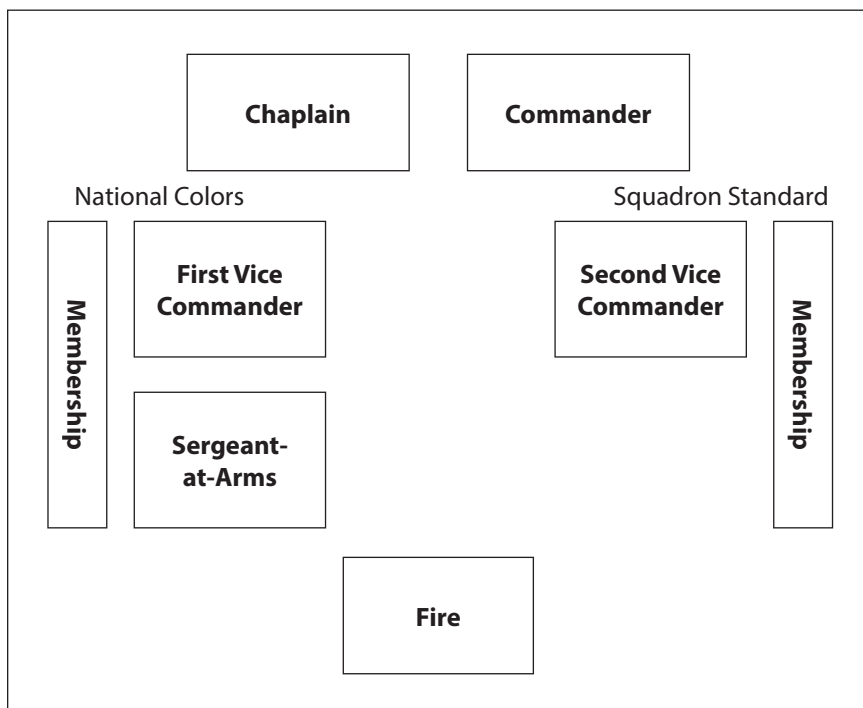 Chaplain
Commander
National Colors
Squadron Standard
Membership
First Vice
Commander
Second Vice
Commander
Membership
Sergeant-
at-Arms
Fire